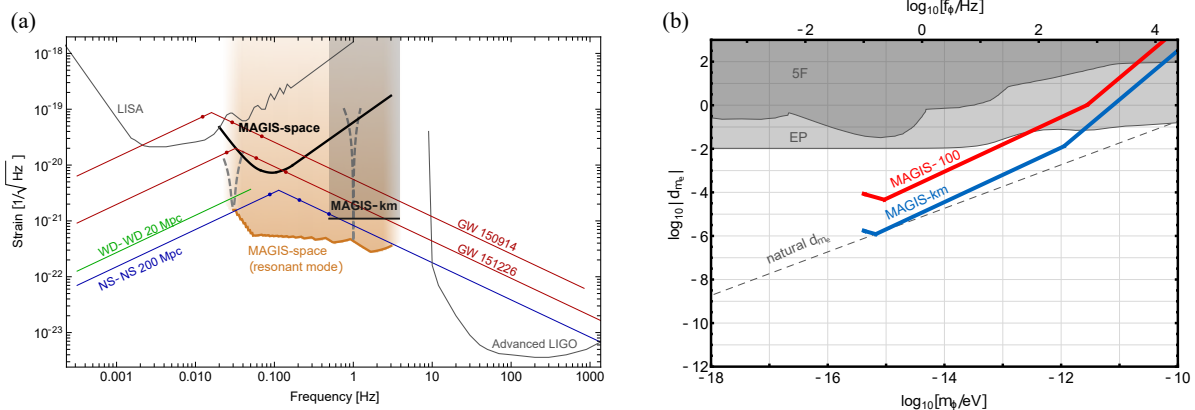 (a)
10^-18
10^-19
10^-20
10^-21
10^-22
10^-23
Strain [1/√Hz]
LISA
MAGIS-space
MAGIS-km
WD-WD 20 Mpc
NS-NS 200 Mpc
MAGIS-space
(resonant mode)
GW 150914
GW 151226
Advanced LIGO
0.001
0.010
0.100
1
10
100
1000
Frequency [Hz]
(b)
log10[fϕ/Hz]
-2
0
2
4
2
0
-2
-4
-6
-8
-10
-12
log10|dme|
5F
EP
MAGIS-100
MAGIS-km
natural dme
-18
-16
-14
-12
-10
log10[mϕ/eV]